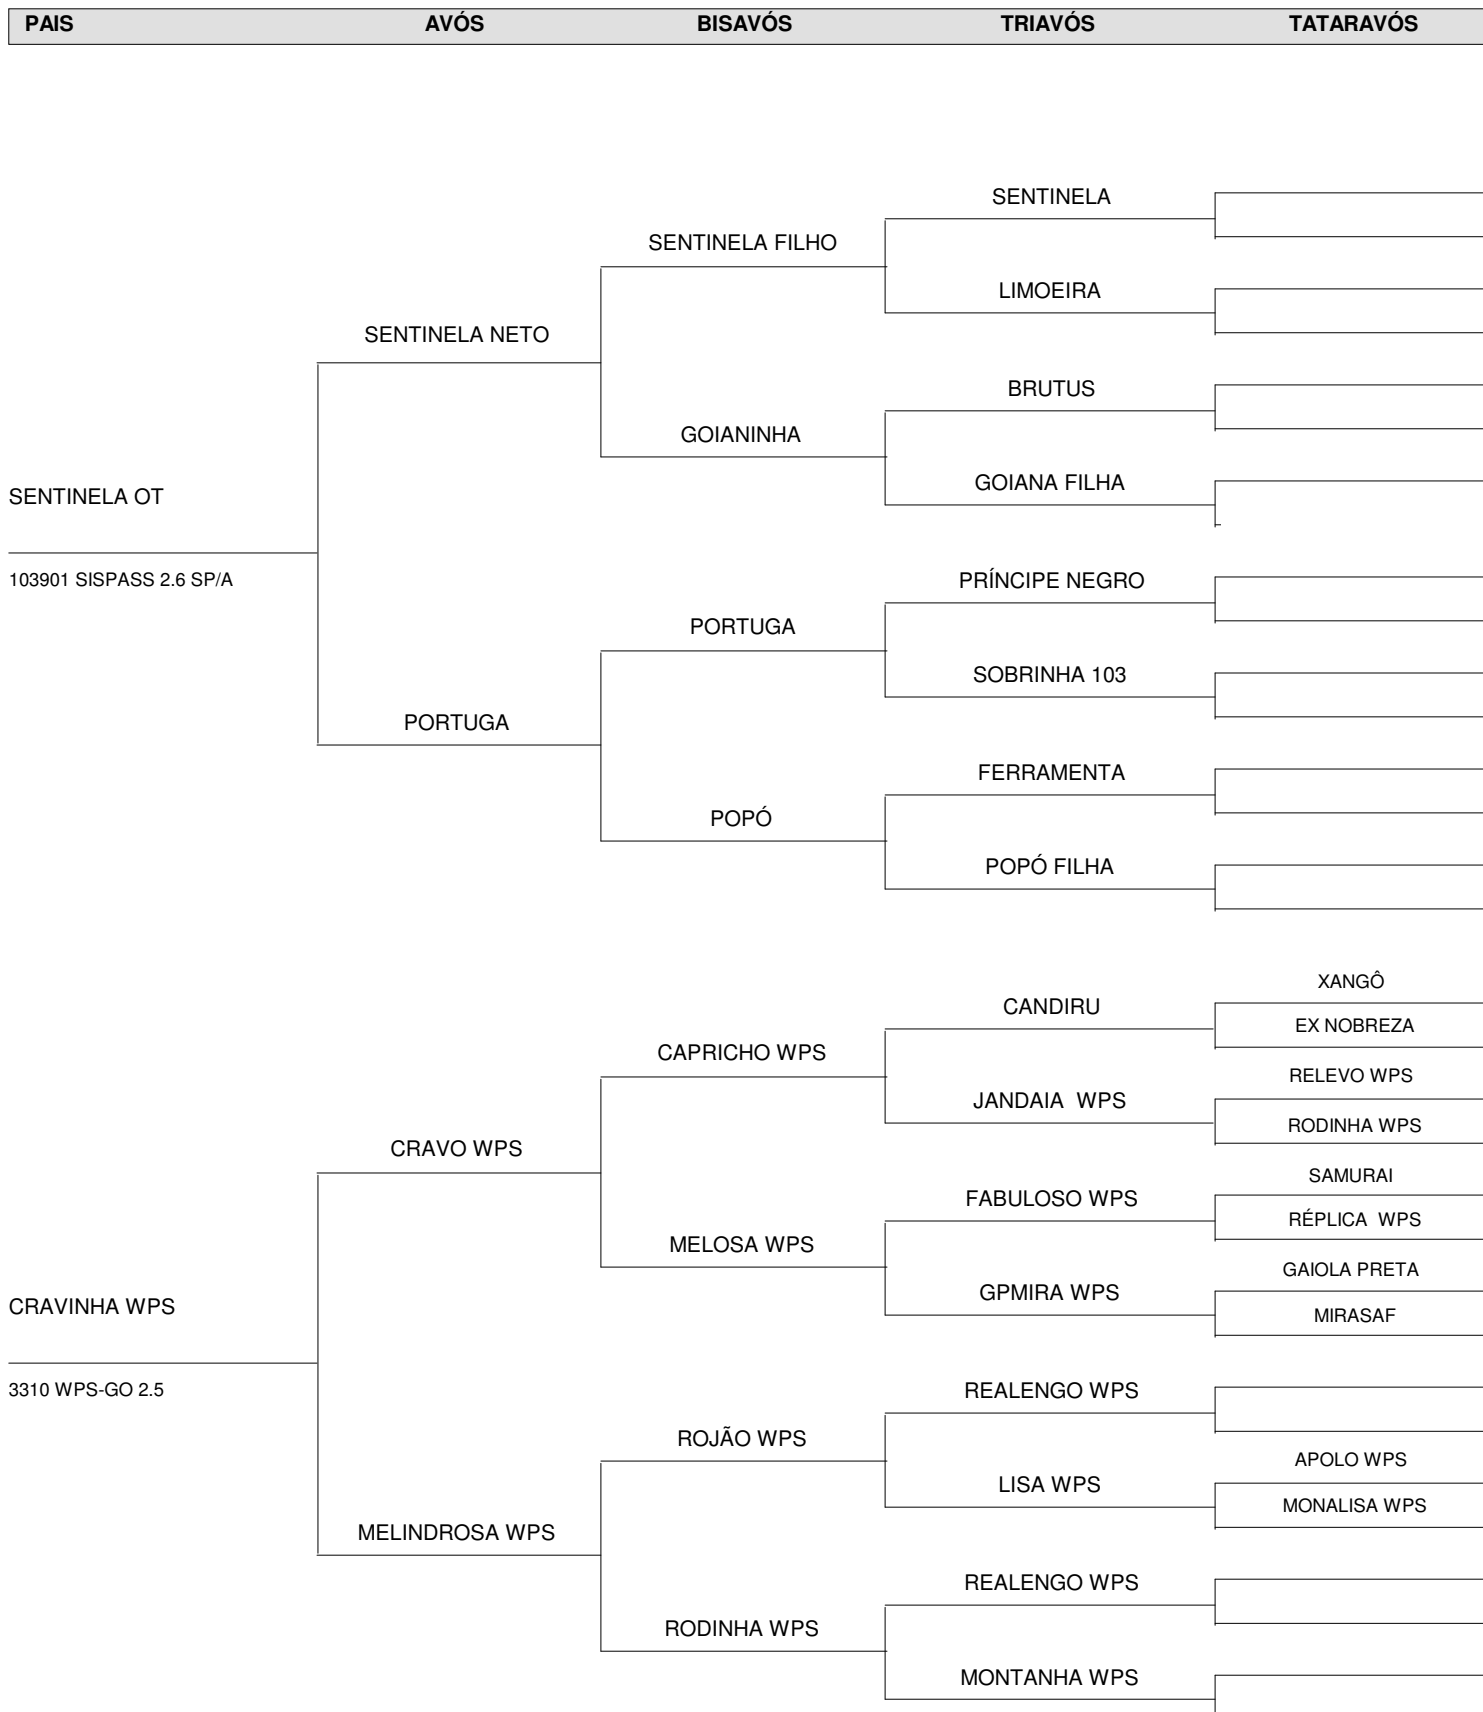 PAIS AVÓS BISAVÓS TRIAVÓS TATARAVÓS
SENTINELA
SENTINELA FILHO
LIMOEIRA
SENTINELA NETO
BRUTUS
GOIANINHA
GOIANA FILHA
SENTINELA OT
103901 SISPASS 2.6 SP/A
PRÍNCIPE NEGRO
PORTUGA
SOBRINHA 103
PORTUGA
FERRAMENTA
POPÓ
POPÓ FILHA
XANGÔ
CANDIRU
EX NOBREZA
CAPRICHO WPS
RELEVO WPS
JANDAIA WPS
RODINHA WPS
CRAVO WPS
SAMURAI
FABULOSO WPS
RÉPLICA WPS
MELOSA WPS
GAIOLA PRETA
GPMIRA WPS
MIRASAF
CRAVINHA WPS
3310 WPS-GO 2.5
REALENGO WPS
ROJÃO WPS
APOLO WPS
LISA WPS
MONALISA WPS
MELINDROSA WPS
REALENGO WPS
RODINHA WPS
MONTANHA WPS